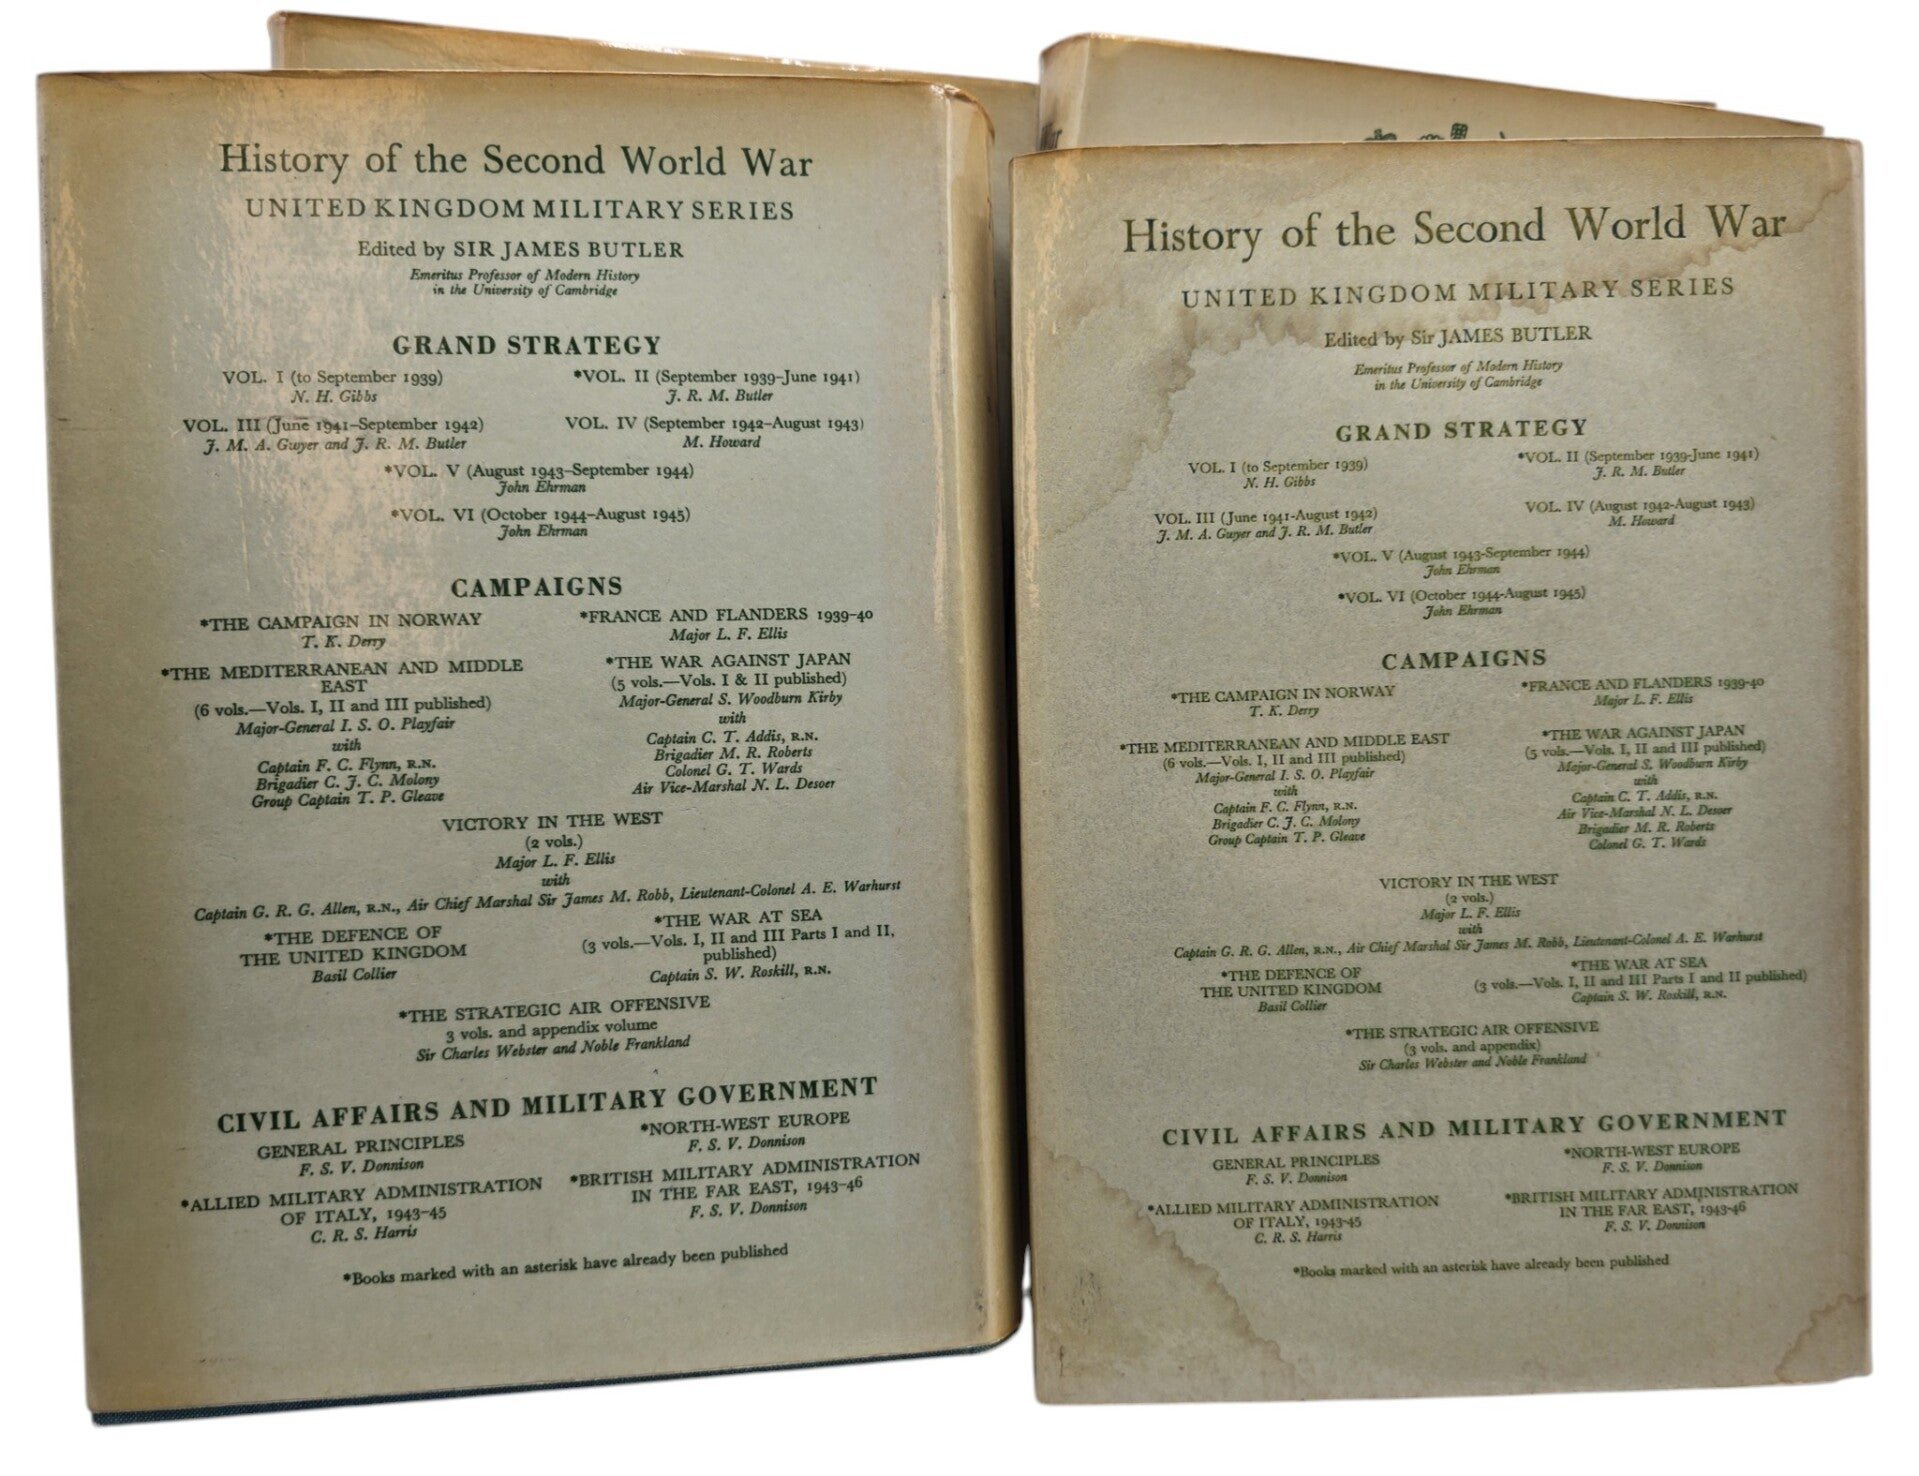 History of the Second World War
UNITED KINGDOM MILITARY SERIES
Edited by SIR JAMES BUTLER
Emeritus Professor of Modern History
in the University of Cambridge
GRAND STRATEGY
VOL. I (to September 1939)
N. H. Gibbs
*VOL. II (September 1939–June 1941)
J. R. M. Butler
VOL. III (June 1941–September 1942)
J. M. A. Gwyer and J. R. M. Butler
VOL. IV (September 1942–August 1943)
M. Howard
*VOL. V (August 1943–September 1944)
John Ehrman
*VOL. VI (October 1944–August 1945)
John Ehrman
CAMPAIGNS
*THE CAMPAIGN IN NORWAY
T. K. Derry
*FRANCE AND FLANDERS 1939–40
Major L. F. Ellis
*THE MEDITERRANEAN AND MIDDLE
EAST
(6 vols.—Vols. I, II and III published)
Major-General I. S. O. Playfair
with
Captain F. C. Flynn, R.N.
Brigadier C. J. C. Molony
Group Captain T. P. Gleave
*THE WAR AGAINST JAPAN
(5 vols.—Vols. I & II published)
Major-General S. Woodburn Kirby
with
Captain C. T. Addis, R.N.
Brigadier M. R. Roberts
Colonel G. T. Wards
Air Vice-Marshal N. L. Desoer
VICTORY IN THE WEST
(2 vols.)
Major L. F. Ellis
with
Captain G. R. G. Allen, R.N., Air Chief Marshal Sir James M. Robb, Lieutenant-Colonel A. E. Warhurst
*THE DEFENCE OF
THE UNITED KINGDOM
Basil Collier
*THE WAR AT SEA
(3 vols.—Vols. I, II and III Parts I and II,
published)
Captain S. W. Roskill, R.N.
*THE STRATEGIC AIR OFFENSIVE
3 vols. and appendix volume
Sir Charles Webster and Noble Frankland
CIVIL AFFAIRS AND MILITARY GOVERNMENT
GENERAL PRINCIPLES
F. S. V. Donnison
*NORTH-WEST EUROPE
F. S. V. Donnison
*ALLIED MILITARY ADMINISTRATION
OF ITALY, 1943–45
C. R. S. Harris
*BRITISH MILITARY ADMINISTRATION
IN THE FAR EAST, 1943–46
F. S. V. Donnison
*Books marked with an asterisk have already been published
History of the Second World War
UNITED KINGDOM MILITARY SERIES
Edited by Sir JAMES BUTLER
Emeritus Professor of Modern History
in the University of Cambridge
GRAND STRATEGY
VOL. I (to September 1939)
N. H. Gibbs
*VOL. II (September 1939-June 1941)
J. R. M. Butler
VOL. III (June 1941-August 1942)
J. M. A. Gwyer and J. R. M. Butler
VOL. IV (August 1942-August 1943)
M. Howard
*VOL. V (August 1943-September 1944)
John Ehrman
*VOL. VI (October 1944-August 1945)
John Ehrman
CAMPAIGNS
*THE CAMPAIGN IN NORWAY
T. K. Derry
*FRANCE AND FLANDERS 1939-40
Major L. F. Ellis
*THE MEDITERRANEAN AND MIDDLE EAST
(6 vols.—Vols. I, II and III published)
Major-General I. S. O. Playfair
with
Captain F. C. Flynn, R.N.
Brigadier C. J. C. Molony
Group Captain T. P. Gleave
*THE WAR AGAINST JAPAN
(5 vols.—Vols. I, II and III published)
Major-General S. Woodburn Kirby
with
Captain C. T. Addis, R.N.
Air Vice-Marshal N. L. Desoer
Brigadier M. R. Roberts
Colonel G. T. Wards
VICTORY IN THE WEST
(2 vols.)
Major L. F. Ellis
with
Captain G. R. G. Allen, R.N., Air Chief Marshal Sir James M. Robb, Lieutenant-Colonel A. E. Warhurst
*THE DEFENCE OF
THE UNITED KINGDOM
Basil Collier
*THE WAR AT SEA
(3 vols.—Vols. I, II and III Parts I and II published)
Captain S. W. Roskill, R.N.
*THE STRATEGIC AIR OFFENSIVE
(3 vols. and appendix)
Sir Charles Webster and Noble Frankland
CIVIL AFFAIRS AND MILITARY GOVERNMENT
GENERAL PRINCIPLES
F. S. V. Donnison
*NORTH-WEST EUROPE
F. S. V. Donnison
*ALLIED MILITARY ADMINISTRATION
OF ITALY, 1943-45
C. R. S. Harris
*BRITISH MILITARY ADMINISTRATION
IN THE FAR EAST, 1943-46
F. S. V. Donnison
*Books marked with an asterisk have already been published